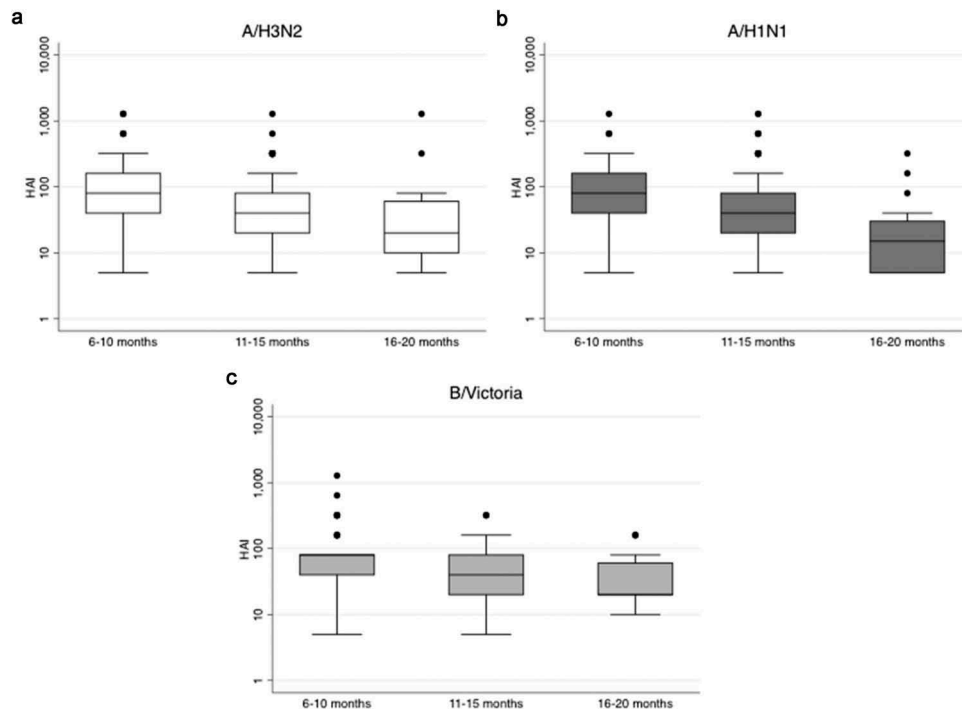 a
A/H3N2
10,000
1,000
100
10
1
HAI
6-10 months
11-15 months
16-20 months
b
A/H1N1
10,000
1,000
100
10
1
HAI
6-10 months
11-15 months
16-20 months
c
B/Victoria
10,000
1,000
100
10
1
HAI
6-10 months
11-15 months
16-20 months